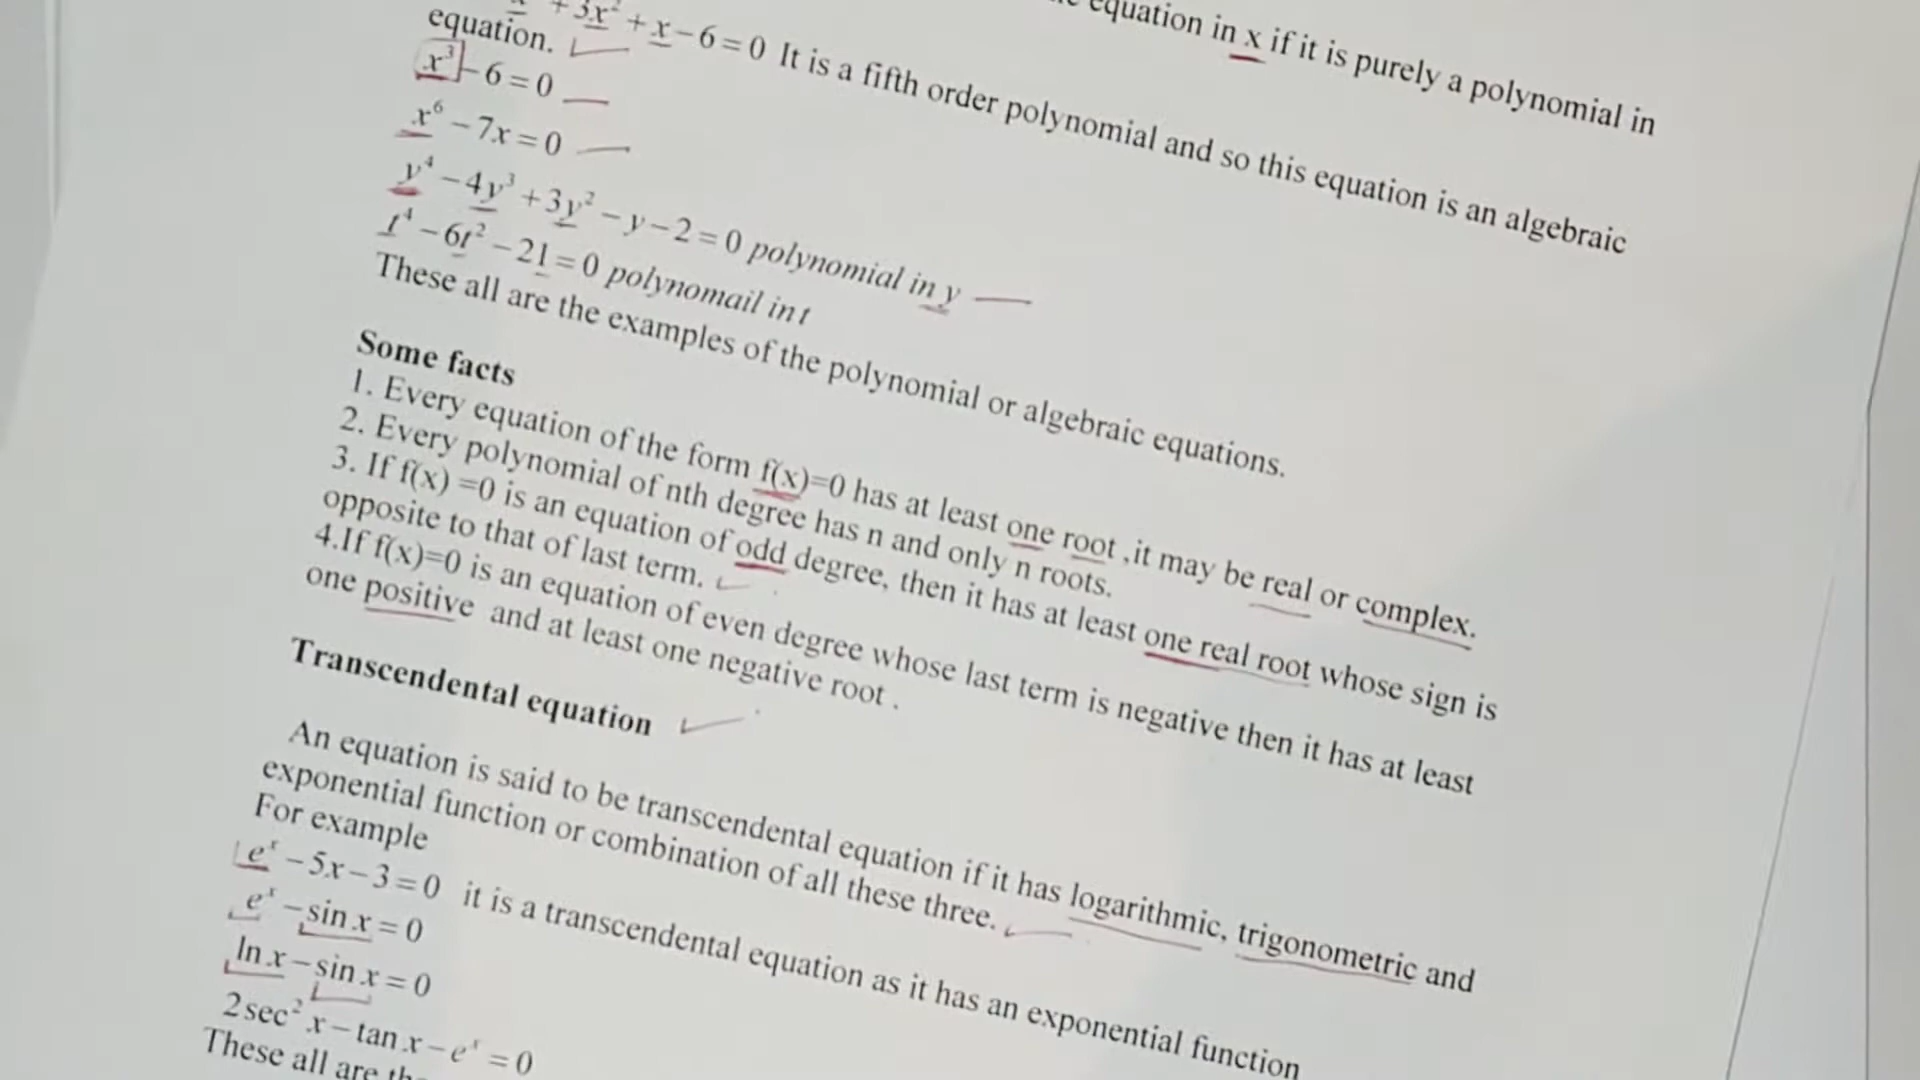 equation in x if it is purely a polynomial in
+3x² + x − 6 = 0 It is a fifth order polynomial and so this equation is an algebraic
equation.
x³ − 6 = 0
x⁶ − 7x = 0
y⁴ − 4y³ + 3y² − y − 2 = 0 polynomial in y
t⁴ − 6t² − 21 = 0 polynomail in t
These all are the examples of the polynomial or algebraic equations.
Some facts
1. Every equation of the form f(x)=0 has at least one root ,it may be real or complex.
2. Every polynomial of nth degree has n and only n roots.
3. If f(x) =0 is an equation of odd degree, then it has at least one real root whose sign is
opposite to that of last term.
4.If f(x)=0 is an equation of even degree whose last term is negative then it has at least
one positive and at least one negative root .
Transcendental equation
An equation is said to be transcendental equation if it has logarithmic, trigonometric and
exponential function or combination of all these three.
For example
eˣ − 5x − 3 = 0 it is a transcendental equation as it has an exponential function
eˣ − sin x = 0
ln x − sin x = 0
2 sec² x − tan x − eˣ = 0
These all are